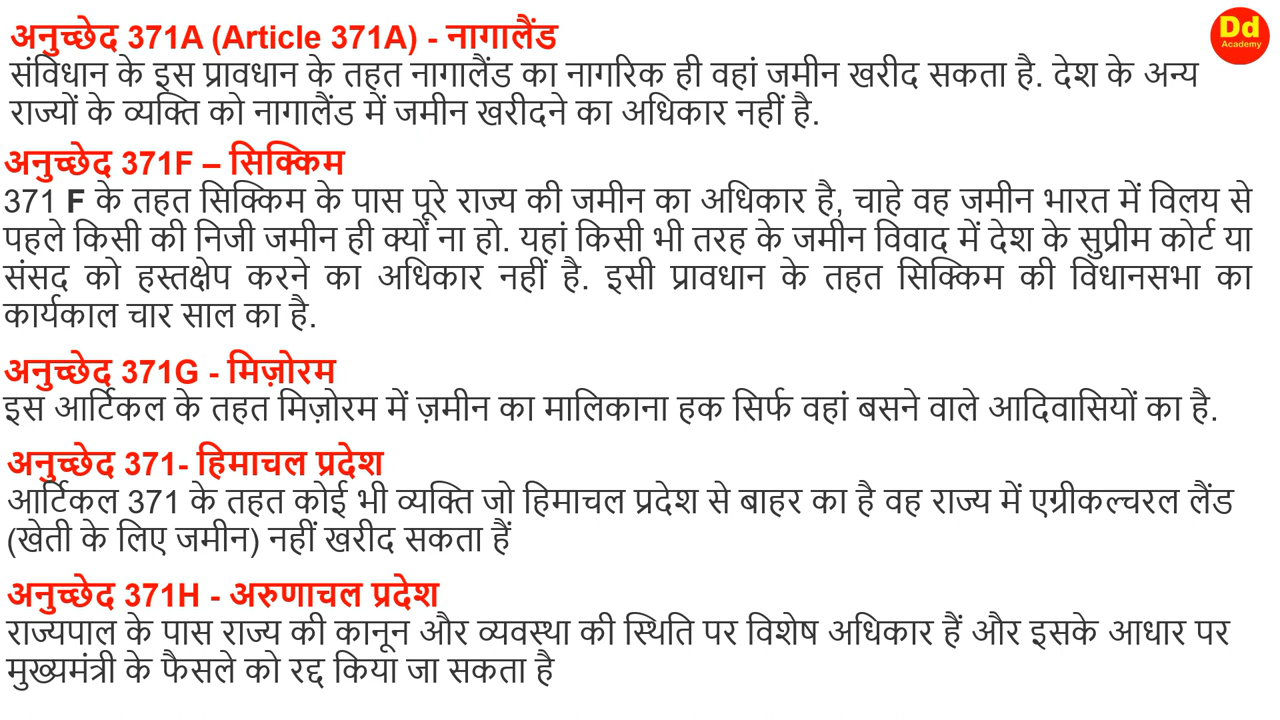 अनुच्छेद 371A (Article 371A) - नागालैंड
Dd
Academy
संविधान के इस प्रावधान के तहत नागालैंड का नागरिक ही वहां जमीन खरीद सकता है. देश के अन्य
राज्यों के व्यक्ति को नागालैंड में जमीन खरीदने का अधिकार नहीं है.
अनुच्छेद 371F – सिक्किम
371 F के तहत सिक्किम के पास पूरे राज्य की जमीन का अधिकार है, चाहे वह जमीन भारत में विलय से
पहले किसी की निजी जमीन ही क्यों ना हो. यहां किसी भी तरह के जमीन विवाद में देश के सुप्रीम कोर्ट या
संसद को हस्तक्षेप करने का अधिकार नहीं है. इसी प्रावधान के तहत सिक्किम की विधानसभा का
कार्यकाल चार साल का है.
अनुच्छेद 371G - मिज़ोरम
इस आर्टिकल के तहत मिज़ोरम में ज़मीन का मालिकाना हक सिर्फ वहां बसने वाले आदिवासियों का है.
अनुच्छेद 371- हिमाचल प्रदेश
आर्टिकल 371 के तहत कोई भी व्यक्ति जो हिमाचल प्रदेश से बाहर का है वह राज्य में एग्रीकल्चरल लैंड
(खेती के लिए जमीन) नहीं खरीद सकता हैं
अनुच्छेद 371H - अरुणाचल प्रदेश
राज्यपाल के पास राज्य की कानून और व्यवस्था की स्थिति पर विशेष अधिकार हैं और इसके आधार पर
मुख्यमंत्री के फैसले को रद्द किया जा सकता है